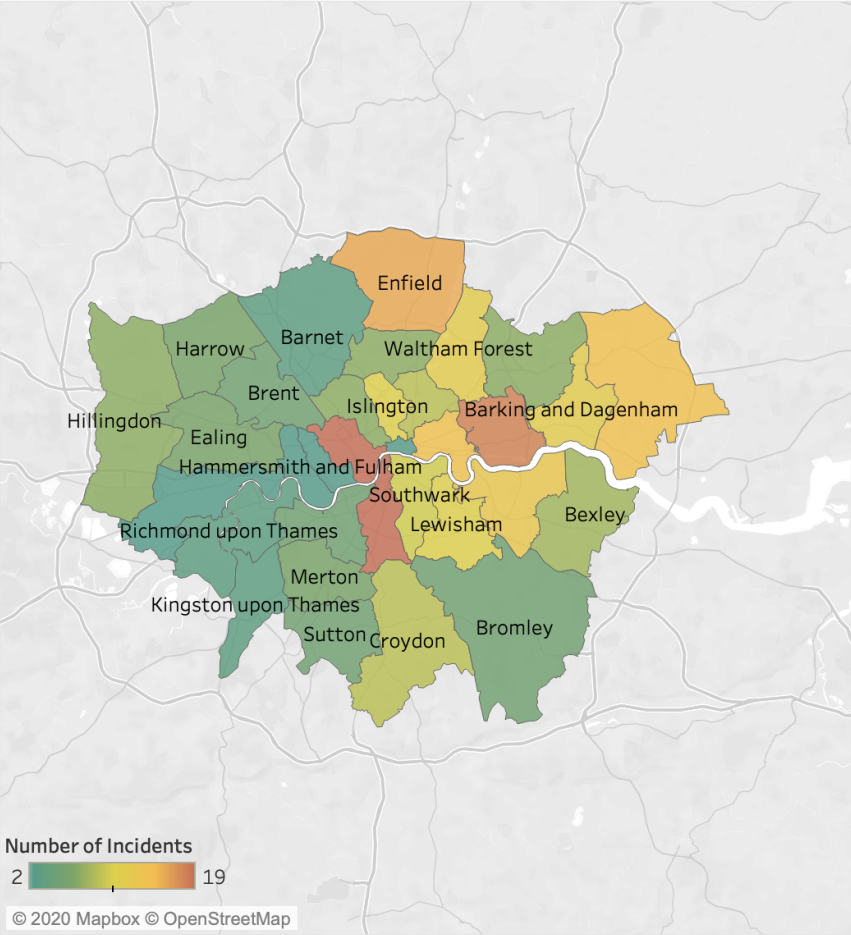 Enfield
Barnet
Harrow
Waltham Forest
Brent
Islington
Barking and Dagenham
Hillingdon
Ealing
Hammersmith and Fulham
Southwark
Bexley
Lewisham
Richmond upon Thames
Merton
Kingston upon Thames
Bromley
Sutton
Croydon
Number of Incidents
2 19
© 2020 Mapbox © OpenStreetMap